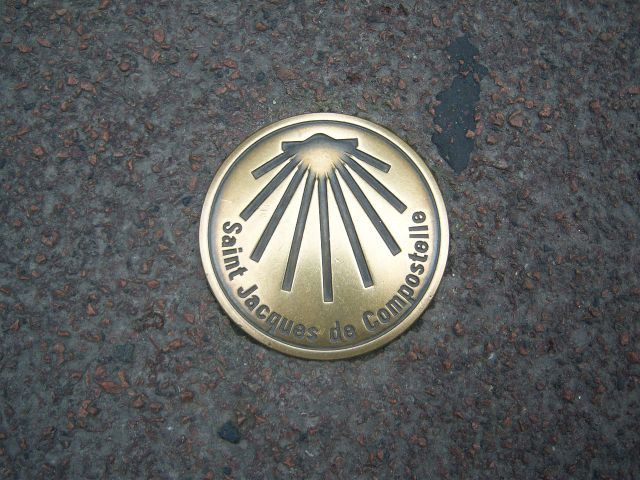 Saint Jacques de Compostelle